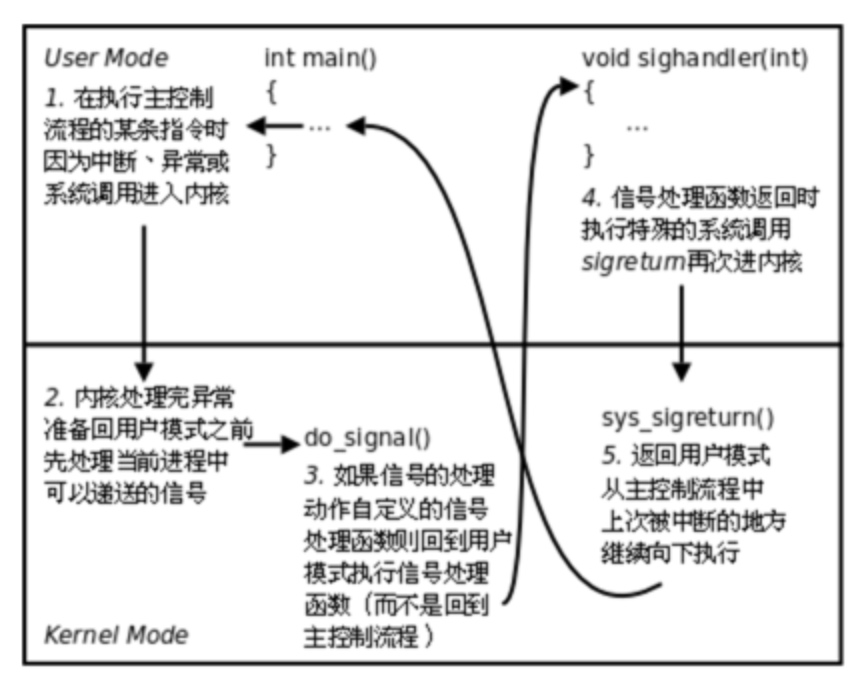 User Mode
int main()
{
...
}
void sighandler(int)
{
...
}
1. 在执行主控制
流程的某条指令时
因为中断、异常或
系统调用进入内核
4. 信号处理函数返回时
执行特殊的系统调用
sigreturn再次进内核
2. 内核处理完异常
准备回用户模式之前
先处理当前进程中
可以递送的信号
do_signal()
3. 如果信号的处理
动作自定义的信号
处理函数则回到用户
模式执行信号处理
函数（而不是回到
主控制流程）
sys_sigreturn()
5. 返回用户模式
从主控制流程中
上次被中断的地方
继续向下执行
Kernel Mode